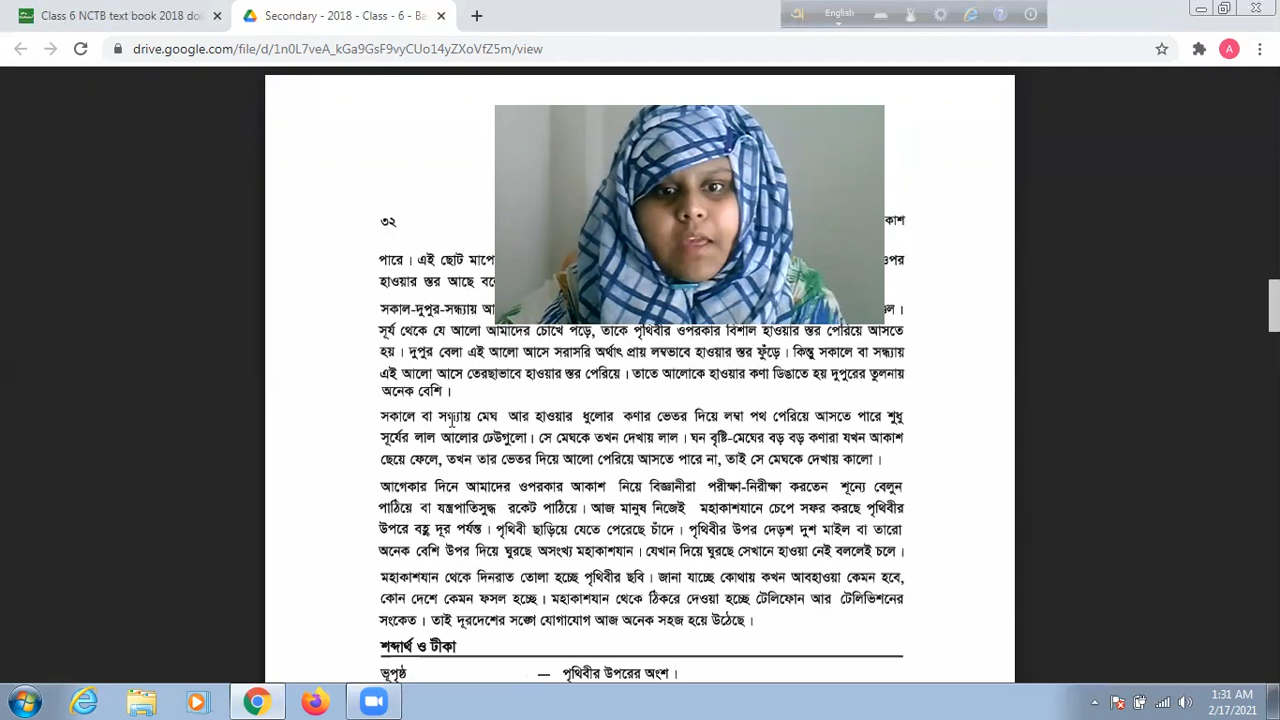 Class 6 NCTB text book 2018 do
Secondary - 2018 - Class - 6 - Ba
English
drive.google.com/file/d/1n0L7veA_kGa9GsF9vyCUo14yZXoVfZ5m/view
A
৩২ কাশ
পারে । এই ছোট মাপে ওপর
হাওয়ার স্তর আছে বলে
সকাল-দুপুর-সন্ধ্যায় আ ণ্ডল ।
সূর্য থেকে যে আলো আমাদের চোখে পড়ে, তাকে পৃথিবীর ওপরকার বিশাল হাওয়ার স্তর পেরিয়ে আসতে
হয় । দুপুর বেলা এই আলো আসে সরাসরি অর্থাৎ প্রায় লম্বভাবে হাওয়ার স্তর ফুঁড়ে । কিন্তু সকালে বা সন্ধ্যায়
এই আলো আসে তেরছাভাবে হাওয়ার স্তর পেরিয়ে । তাতে আলোকে হাওয়ার কণা ডিঙাতে হয় দুপুরের তুলনায়
অনেক বেশি ।
সকালে বা সন্ধ্যায় মেঘ আর হাওয়ার ধুলোর কণার ভেতর দিয়ে লম্বা পথ পেরিয়ে আসতে পারে শুধু
সূর্যের লাল আলোর ঢেউগুলো । সে মেঘকে তখন দেখায় লাল । ঘন বৃষ্টি-মেঘের বড় বড় কণারা যখন আকাশ
ছেয়ে ফেলে, তখন তার ভেতর দিয়ে আলো পেরিয়ে আসতে পারে না, তাই সে মেঘকে দেখায় কালো ।
আগেকার দিনে আমাদের ওপরকার আকাশ নিয়ে বিজ্ঞানীরা পরীক্ষা-নিরীক্ষা করতেন শূন্যে বেলুন
পাঠিয়ে বা যন্ত্রপাতিসুদ্ধ রকেট পাঠিয়ে । আজ মানুষ নিজেই মহাকাশযানে চেপে সফর করছে পৃথিবীর
উপরে বহু দূর পর্যন্ত । পৃথিবী ছাড়িয়ে যেতে পেরেছে চাঁদে । পৃথিবীর উপর দেড়শ দুশ মাইল বা তারো
অনেক বেশি উপর দিয়ে ঘুরছে অসংখ্য মহাকাশযান । যেখান দিয়ে ঘুরছে সেখানে হাওয়া নেই বললেই চলে ।
মহাকাশযান থেকে দিনরাত তোলা হচ্ছে পৃথিবীর ছবি । জানা যাচ্ছে কোথায় কখন আবহাওয়া কেমন হবে,
কোন দেশে কেমন ফসল হচ্ছে । মহাকাশযান থেকে ঠিকরে দেওয়া হচ্ছে টেলিফোন আর টেলিভিশনের
সংকেত । তাই দূরদেশের সঙ্গে যোগাযোগ আজ অনেক সহজ হয়ে উঠেছে ।
শব্দার্থ ও টীকা
ভূপৃষ্ঠ — পৃথিবীর উপরের অংশ ।
1:31 AM
2/17/2021